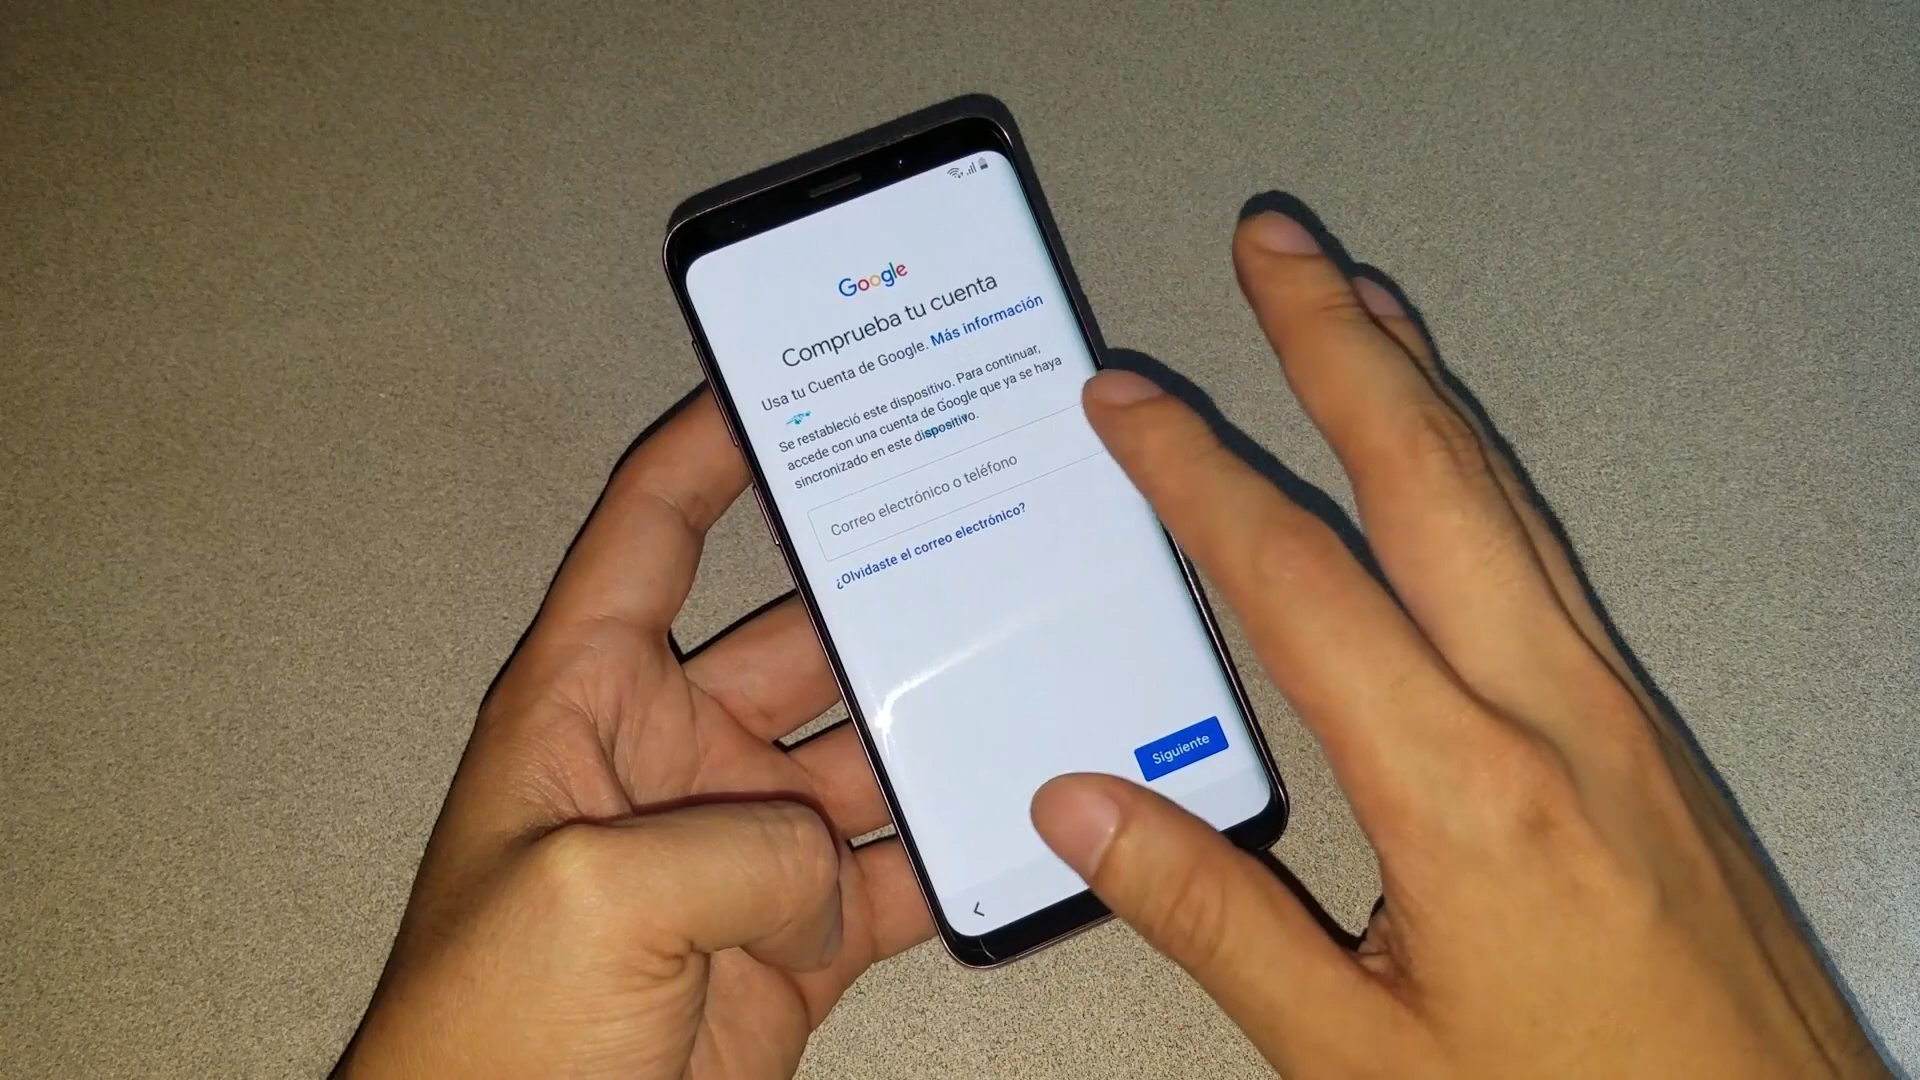 Google
Comprueba tu cuenta
Usa tu Cuenta de Google. Más información
Se restableció este dispositivo. Para continuar,
accede con una cuenta de Google que ya se haya
sincronizado en este dispositivo.
Correo electrónico o teléfono
¿Olvidaste el correo electrónico?
Siguiente